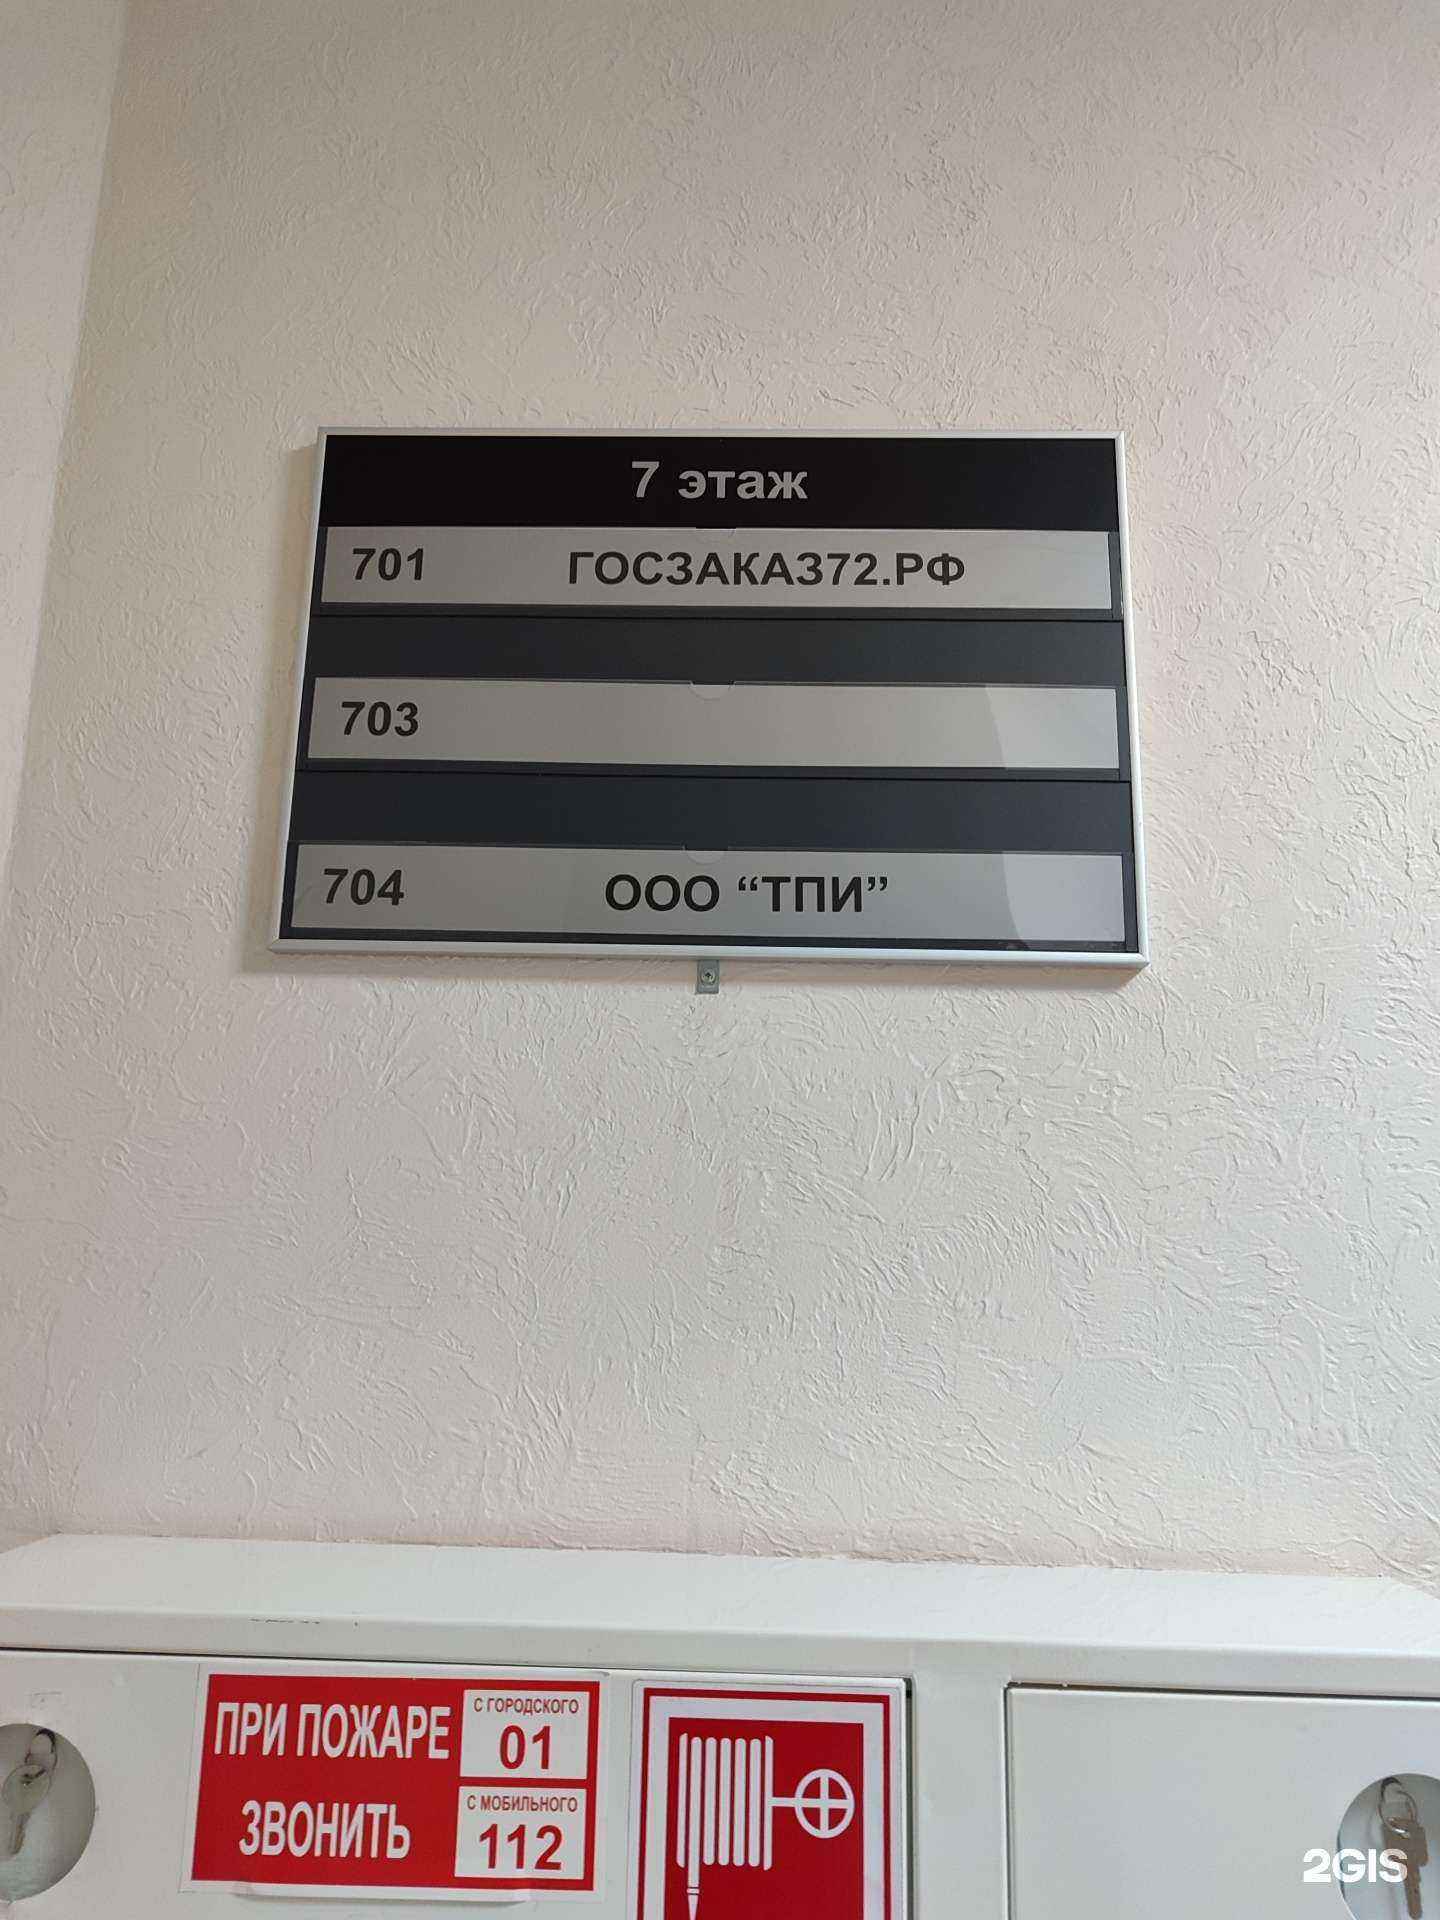 7 этаж
701 ГОСЗАКАЗ72.РФ
703
704 ООО “ТПИ”
ПРИ ПОЖАРЕ
ЗВОНИТЬ
С ГОРОДСКОГО
01
С МОБИЛЬНОГО
112
2GIS